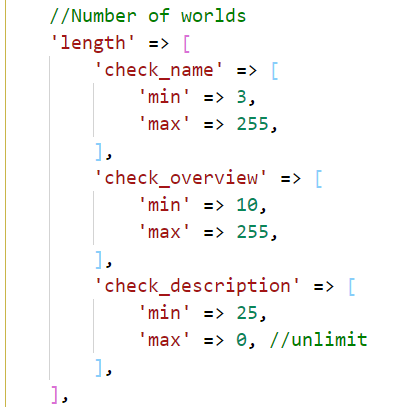 //Number of worlds
'length' => [
'check_name' => [
'min' => 3,
'max' => 255,
],
'check_overview' => [
'min' => 10,
'max' => 255,
],
'check_description' => [
'min' => 25,
'max' => 0, //unlimit
],
],